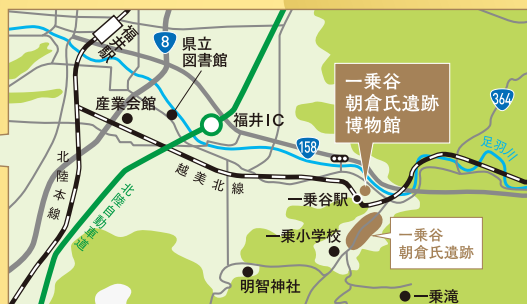 福井駅
8
県立
図書館
364
一乗谷
朝倉氏遺跡
博物館
産業会館
福井IC
158
足羽川
北陸本線
越美北線
北陸自動車道
一乗谷駅
一乗小学校
一乗谷
朝倉氏遺跡
明智神社
一乗滝